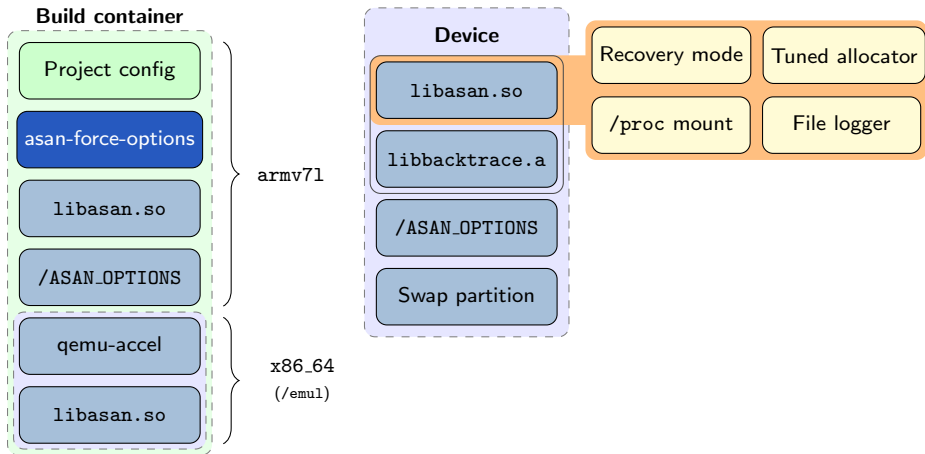 Build container
Project config
asan-force-options
libasan.so
/ASAN_OPTIONS
armv7l
qemu-accel
libasan.so
x86_64
(/emul)
Device
libasan.so
libbacktrace.a
/ASAN_OPTIONS
Swap partition
Recovery mode
Tuned allocator
/proc mount
File logger